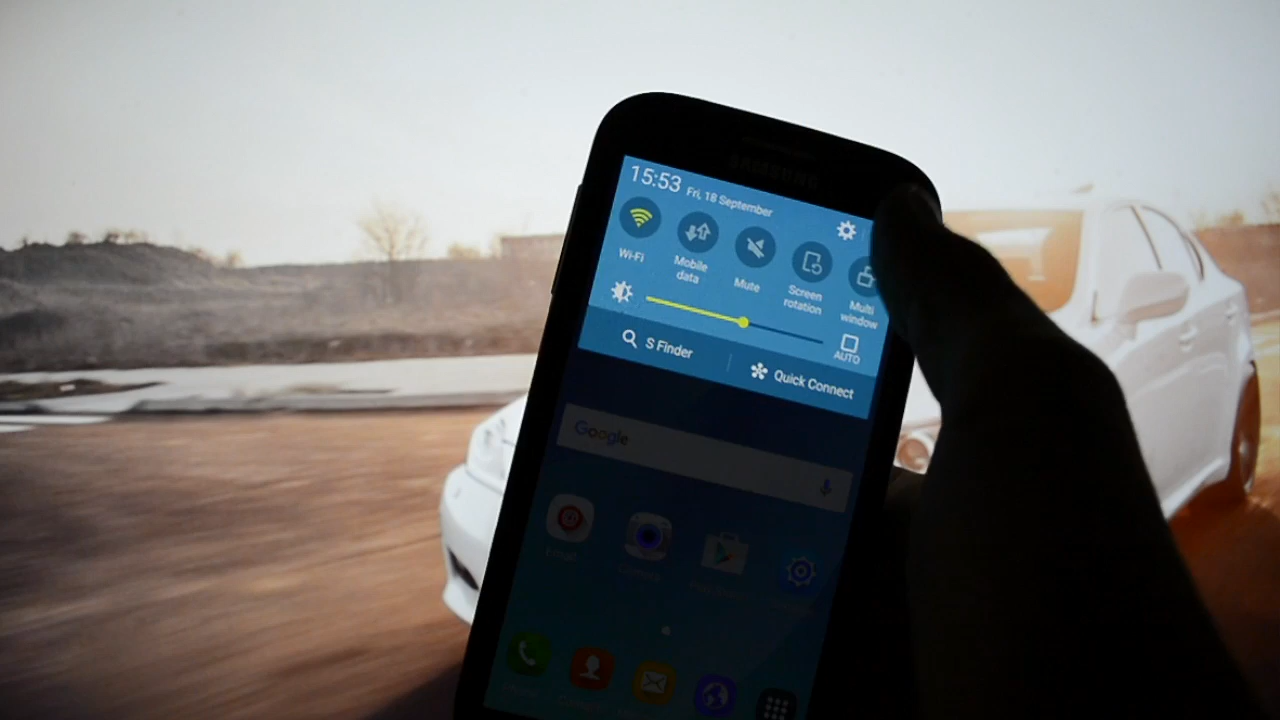 SAMSUNG
15:53 Fri, 18 September
Wi-Fi
Mobile
data
Mute
Screen
rotation
Multi
window
AUTO
S Finder
Quick Connect
Google